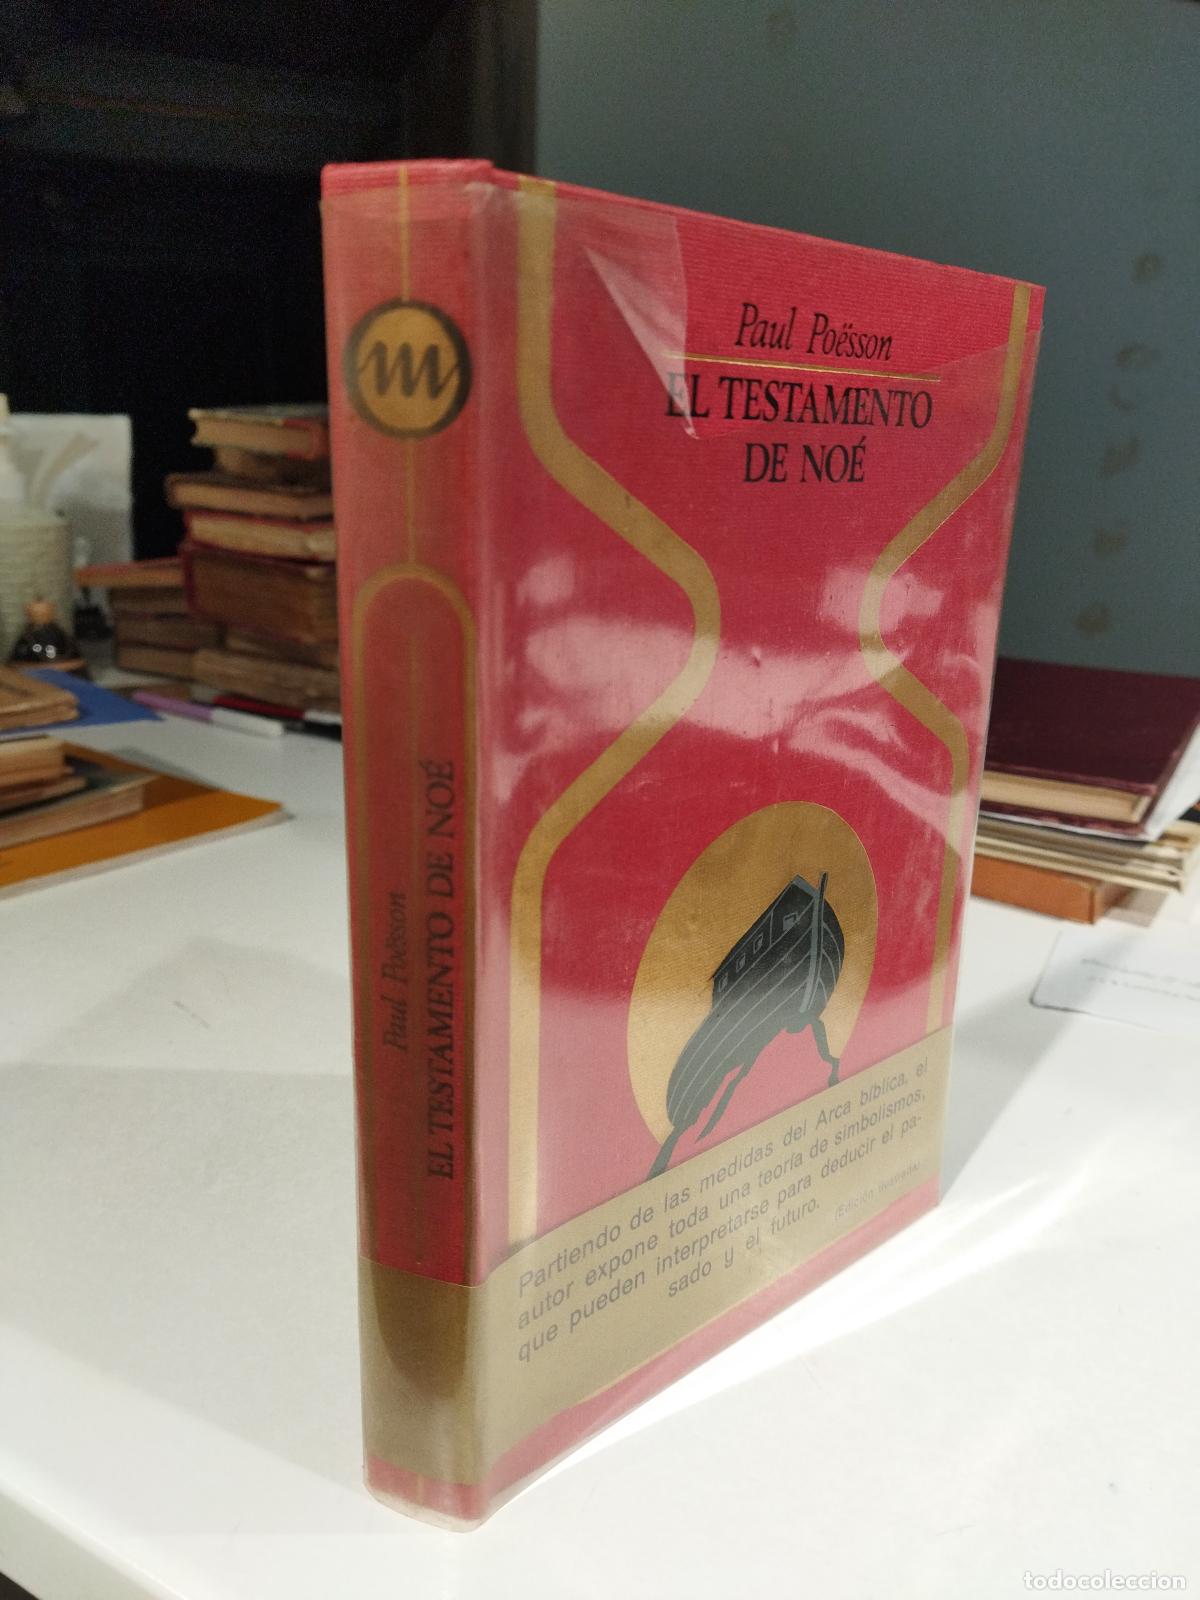 Paul Poësson
EL TESTAMENTO
DE NOÉ
Partiendo de las medidas del Arca bíblica, el
autor expone toda una teoría de simbolismos,
que pueden interpretarse para deducir el pa-
sado y el futuro.
(Edición ilustrada)
m
Paul Poësson
EL TESTAMENTO DE NOÉ
todocoleccion